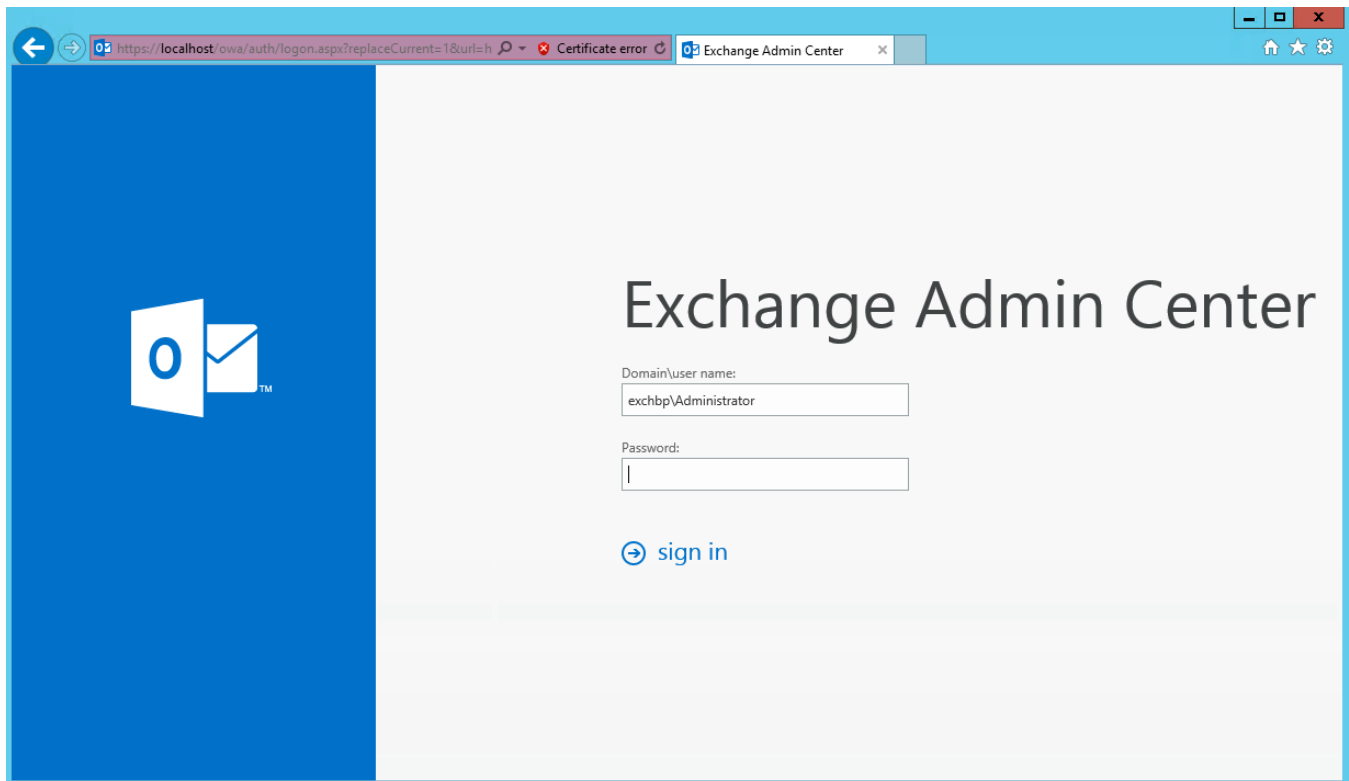 https://localhost/owa/auth/logon.aspx?replaceCurrent=1&url=h
Certificate error
Exchange Admin Center
Exchange Admin Center
Domain\user name:
exchbp\Administrator
Password:
sign in
O
TM